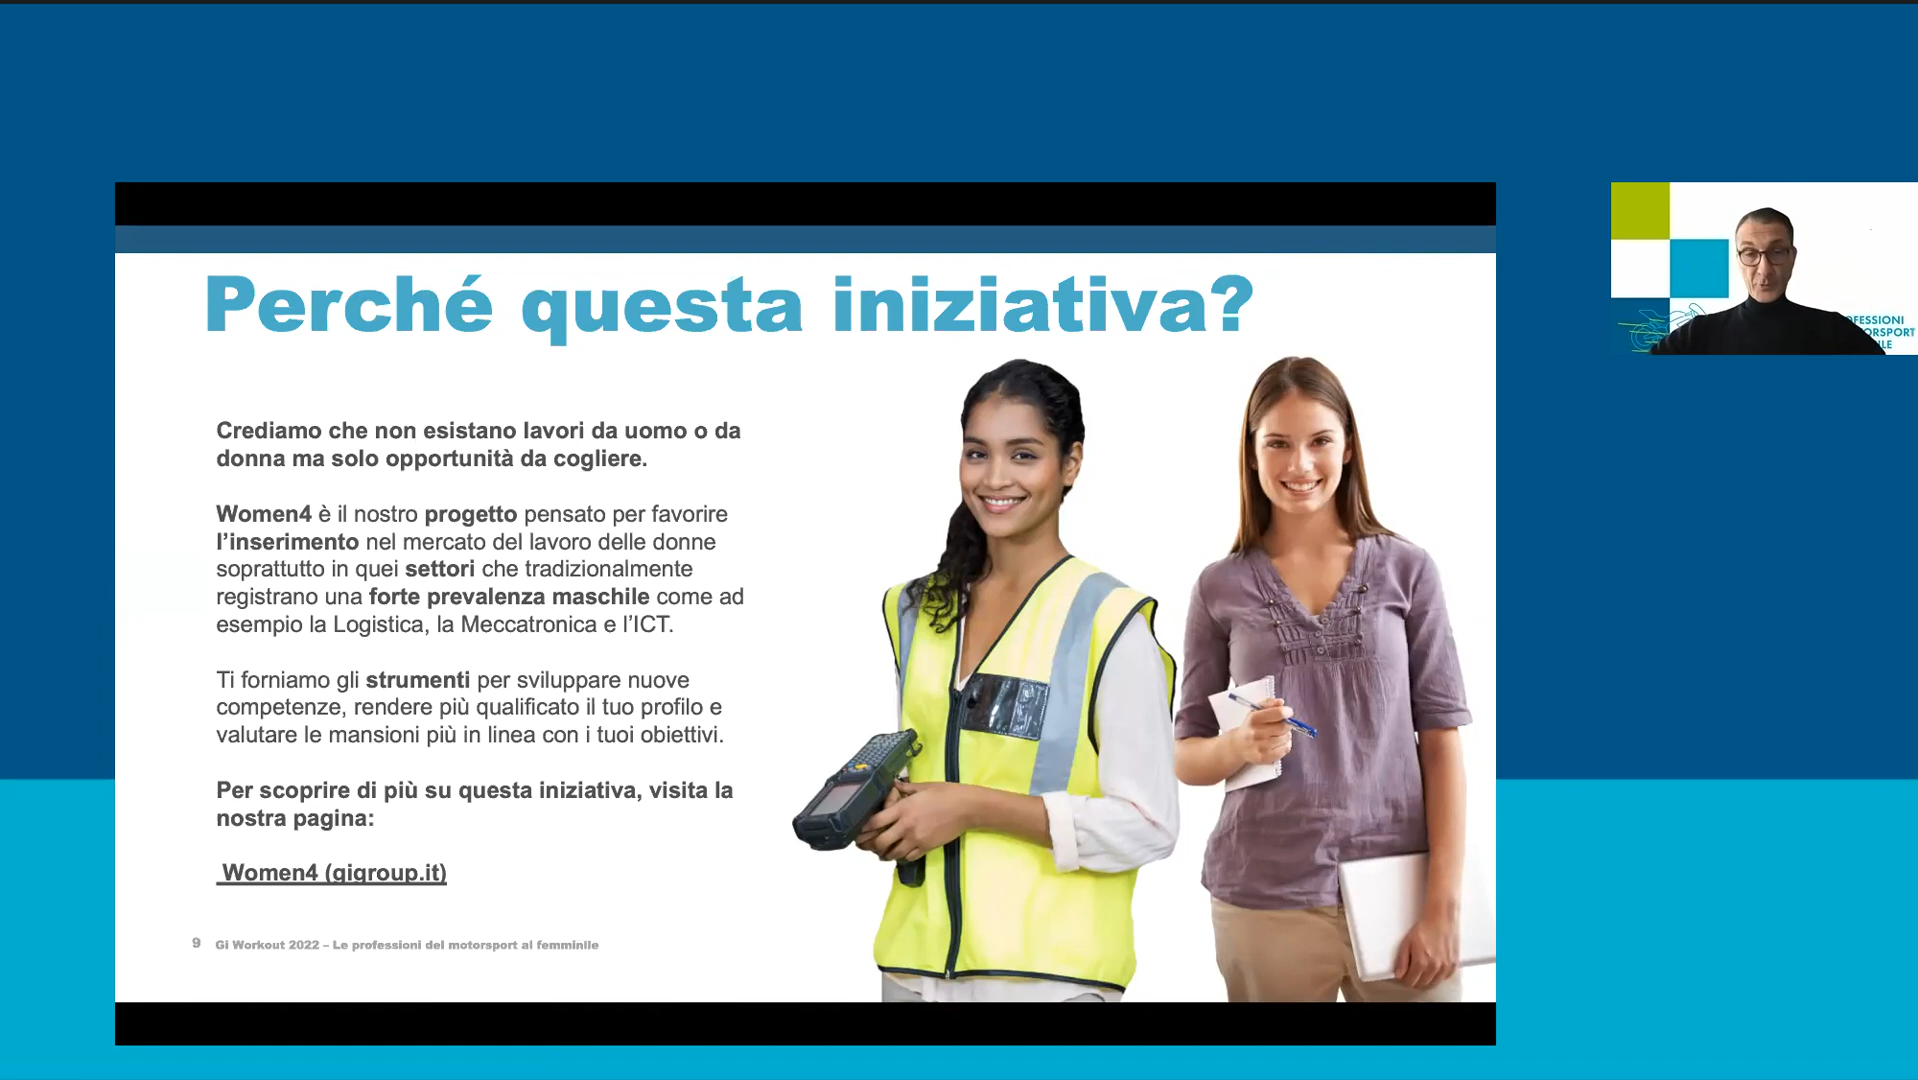 Perché questa iniziativa?
Crediamo che non esistano lavori da uomo o da
donna ma solo opportunità da cogliere.
Women4 è il nostro progetto pensato per favorire
l’inserimento nel mercato del lavoro delle donne
soprattutto in quei settori che tradizionalmente
registrano una forte prevalenza maschile come ad
esempio la Logistica, la Meccatronica e l’ICT.
Ti forniamo gli strumenti per sviluppare nuove
competenze, rendere più qualificato il tuo profilo e
valutare le mansioni più in linea con i tuoi obiettivi.
Per scoprire di più su questa iniziativa, visita la
nostra pagina:
Women4 (gigroup.it)
9 Gi Workout 2022 – Le professioni del motorsport al femminile